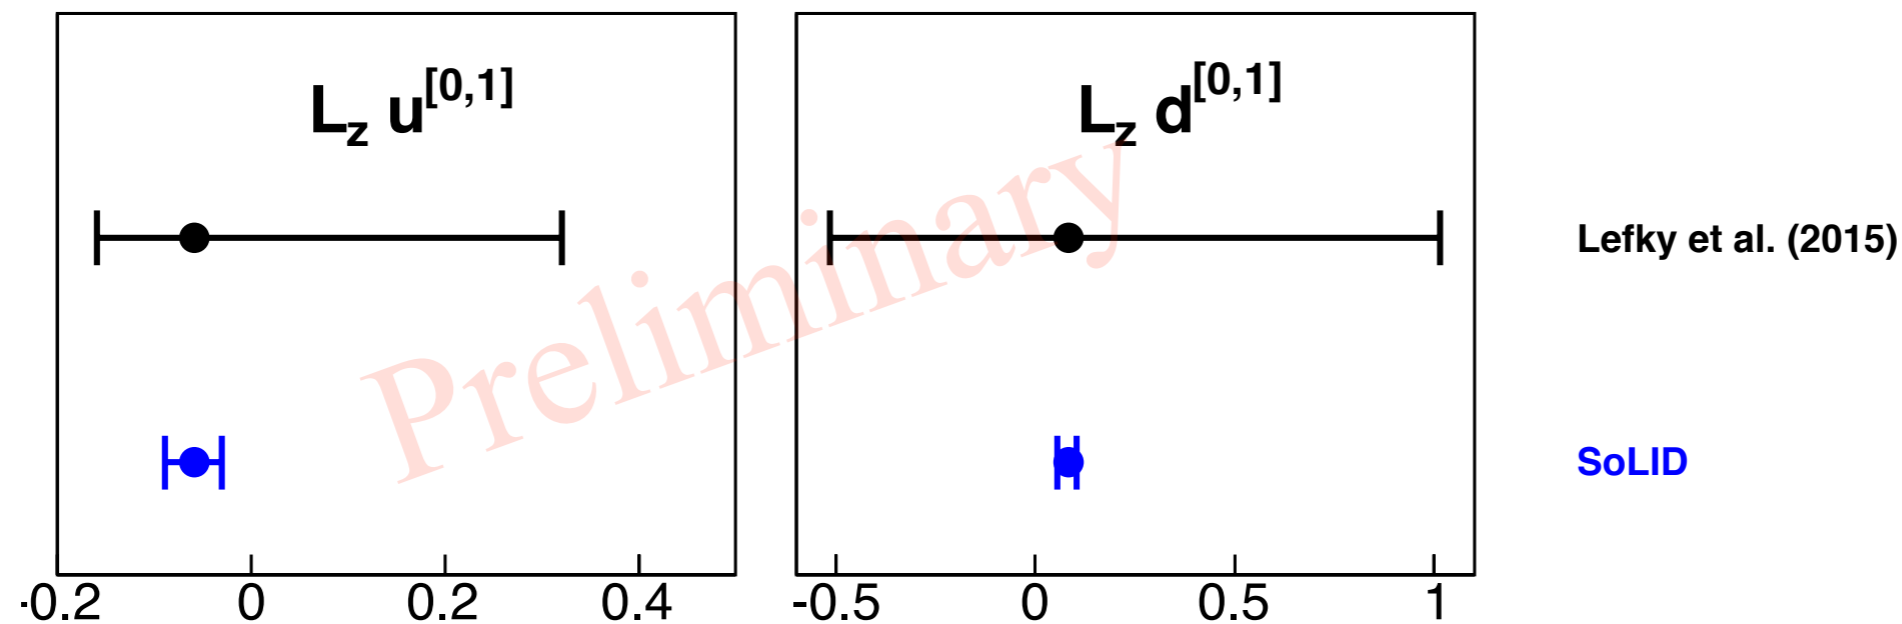 L_z u^[0,1]
L_z d^[0,1]
Preliminary
Lefky et al. (2015)
SoLID
-0.2 0 0.2 0.4
-0.5 0 0.5 1